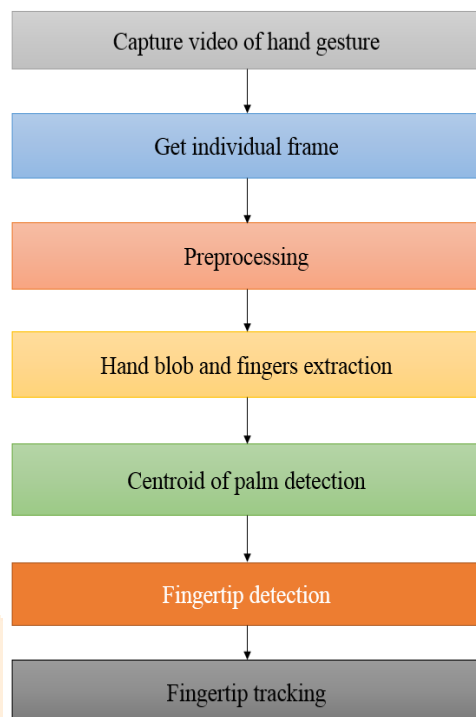 Capture video of hand gesture
Get individual frame
Preprocessing
Hand blob and fingers extraction
Centroid of palm detection
Fingertip detection
Fingertip tracking